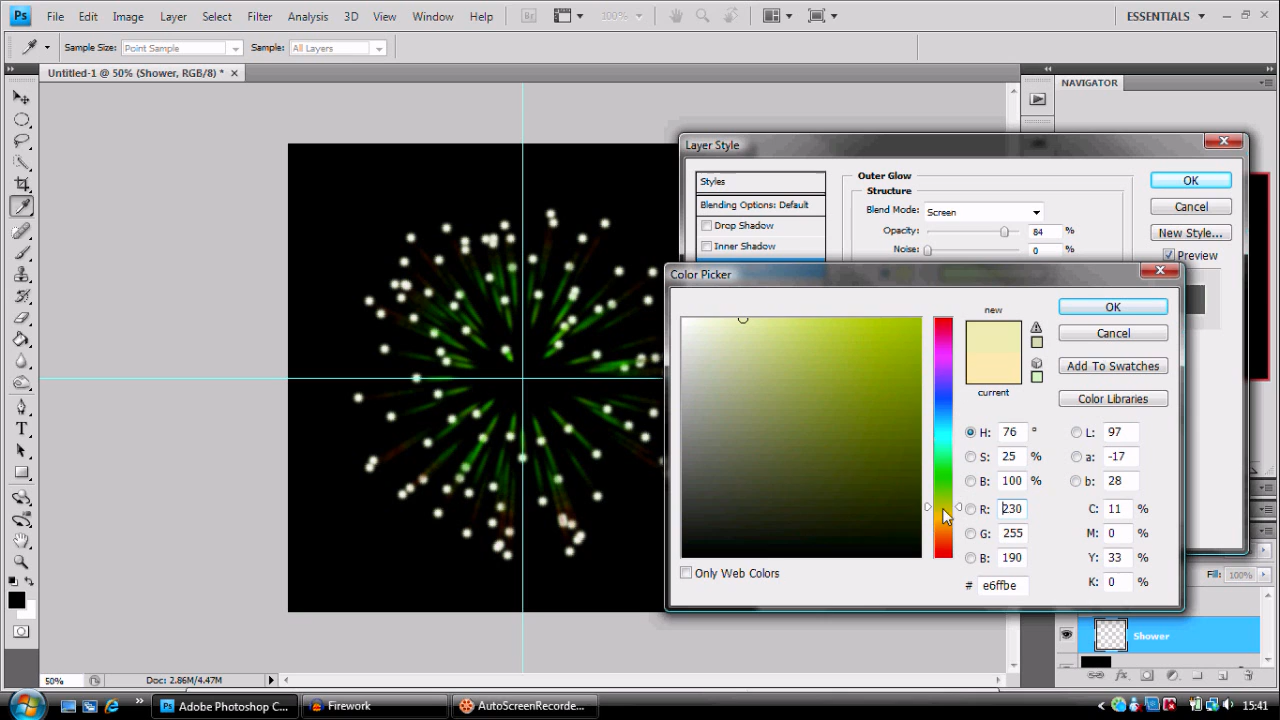 Ps File Edit Image Layer Select Filter Analysis 3D View Window Help Br 100% ESSENTIALS
Sample Size: Point Sample Sample: All Layers
Untitled-1 @ 50% (Shower, RGB/8) * ×
NAVIGATOR
Layer Style
Styles
Blending Options: Default
Drop Shadow
Inner Shadow
Outer Glow
Structure
Blend Mode: Screen
Opacity: 84 %
Noise: 0 %
OK
Cancel
New Style...
Preview
Color Picker
new
current
OK
Cancel
Add To Swatches
Color Libraries
H: 76 ° L: 97
S: 25 % a: -17
B: 100 % b: 28
R: 230 C: 11 %
G: 255 M: 0 %
B: 190 Y: 33 %
# e6ffbe K: 0 %
Only Web Colors
Fill: 100%
Shower
50% Doc: 2.86M/4.47M
Adobe Photoshop C... Firework AutoScreenRecorde... 15:41